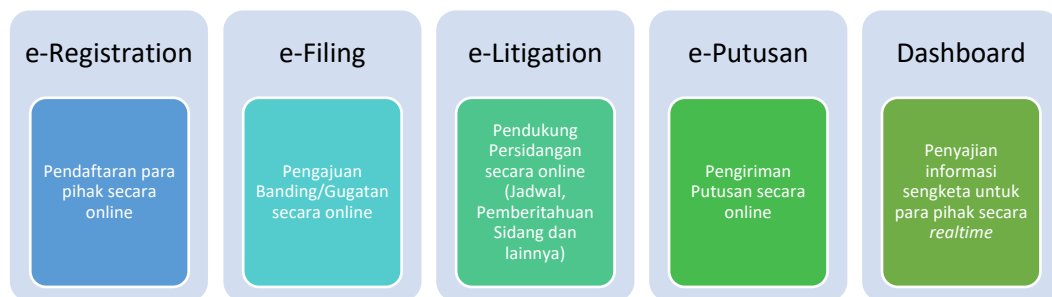 e-Registration
Pendaftaran para
pihak secara
online
e-Filing
Pengajuan
Banding/Gugatan
secara online
e-Litigation
Pendukung
Persidangan
secara online
(Jadwal,
Pemberitahuan
Sidang dan
lainnya)
e-Putusan
Pengiriman
Putusan secara
online
Dashboard
Penyajian
informasi
sengketa untuk
para pihak secara
realtime